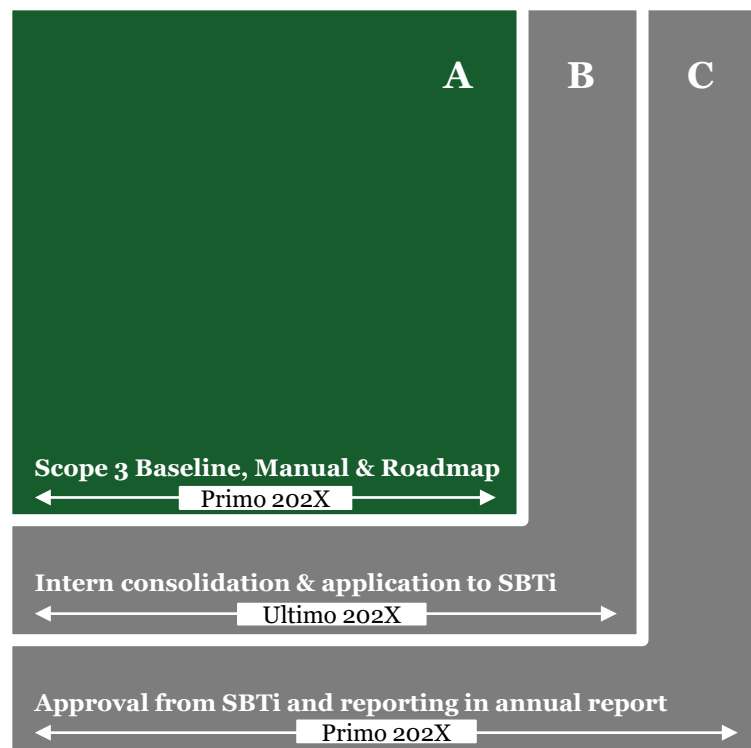 A
B
C
Scope 3 Baseline, Manual & Roadmap
Primo 202X
Intern consolidation & application to SBTi
Ultimo 202X
Approval from SBTi and reporting in annual report
Primo 202X